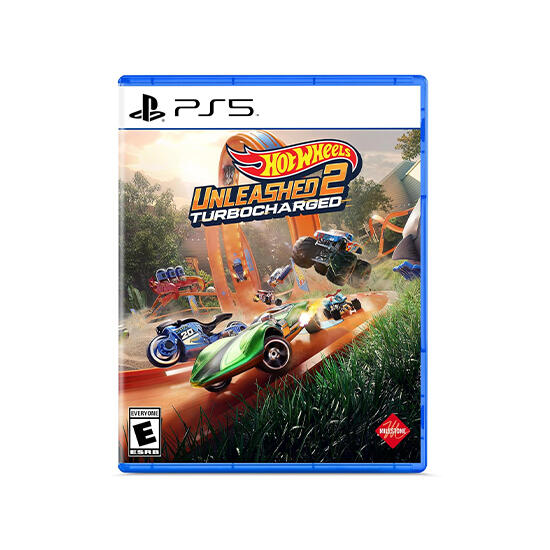 PS5
HOT WHEELS
UNLEASHED 2
TURBOCHARGED
20
EVERYONE
E
ESRB
MILESTONE